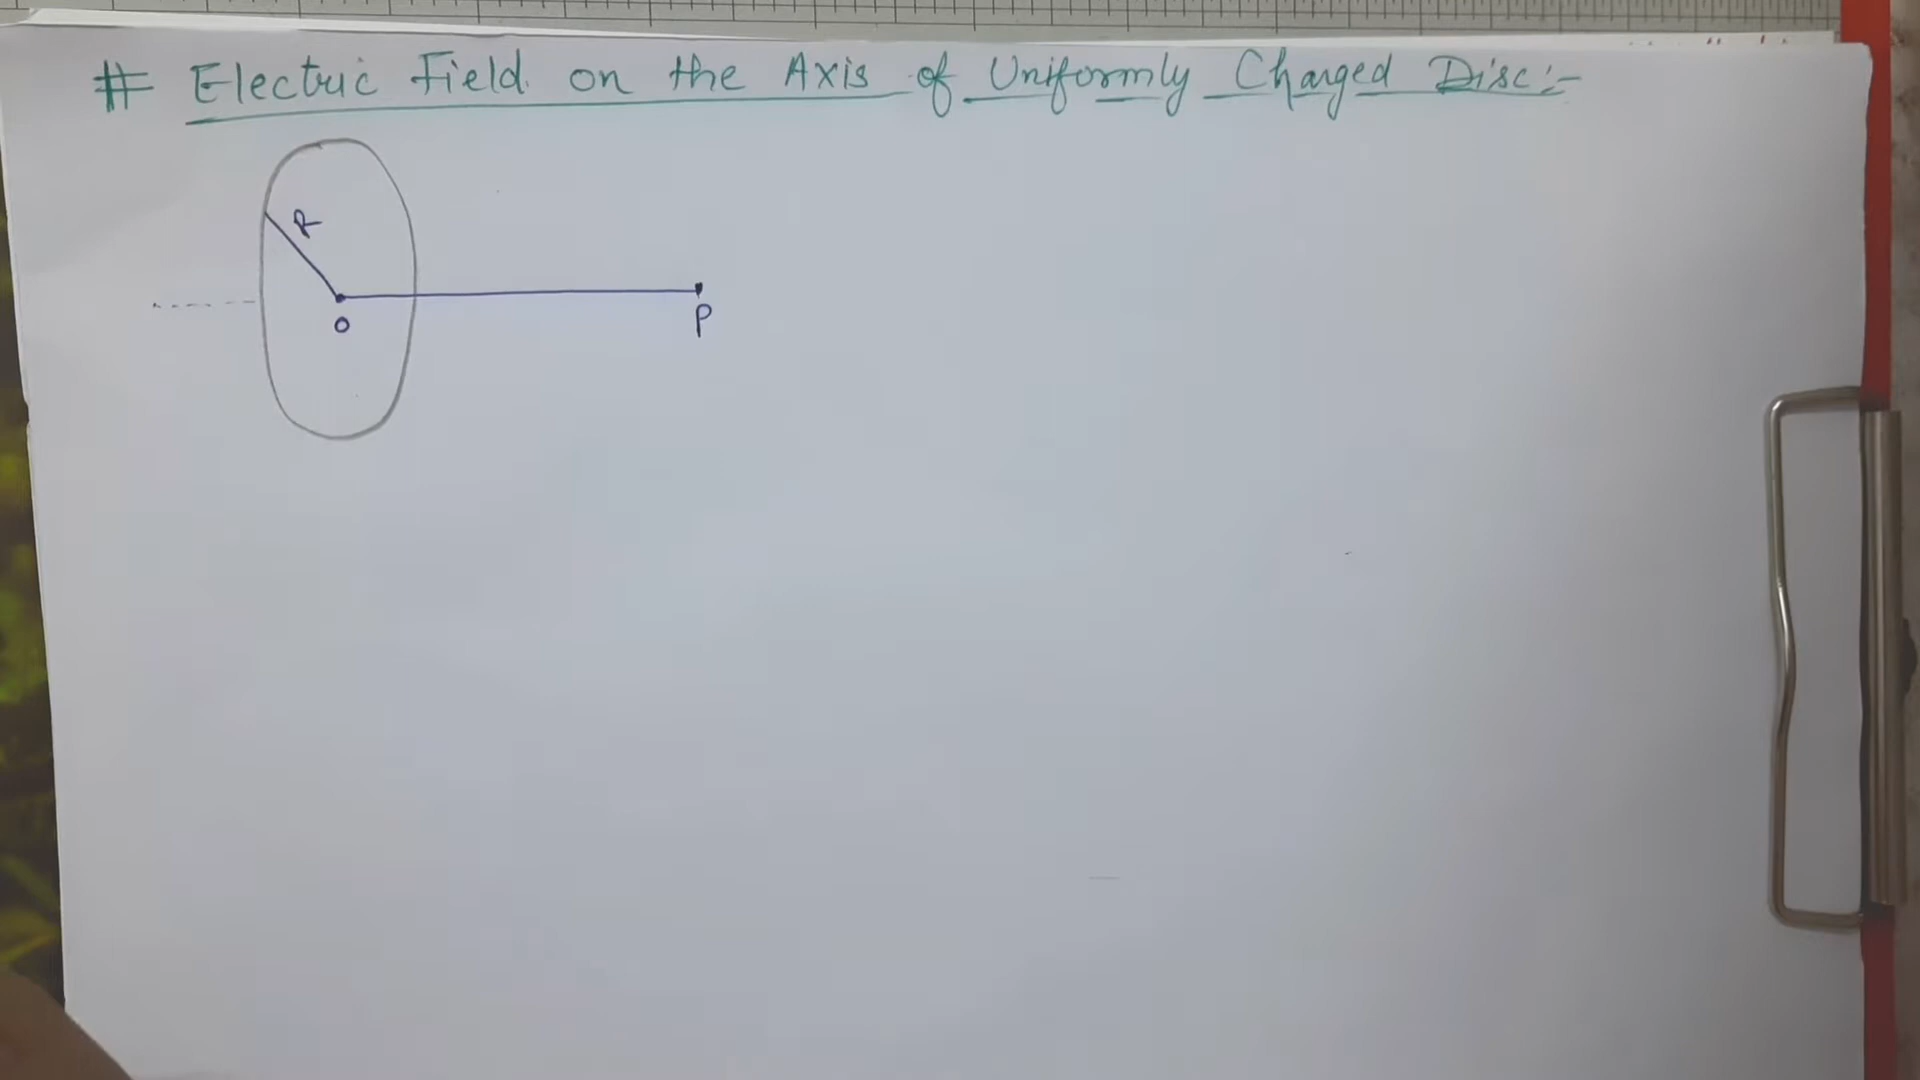 # Electric Field on the Axis of Uniformly Charged Disc :-
R
O
P